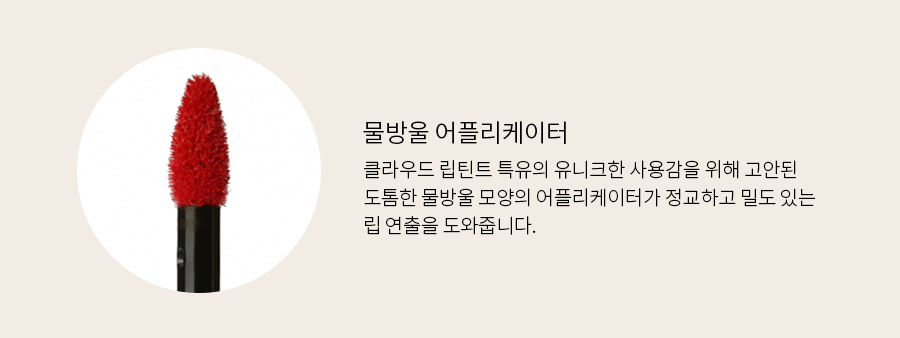 물방울 어플리케이터
클라우드 립틴트 특유의 유니크한 사용감을 위해 고안된
도톰한 물방울 모양의 어플리케이터가 정교하고 밀도 있는
립 연출을 도와줍니다.